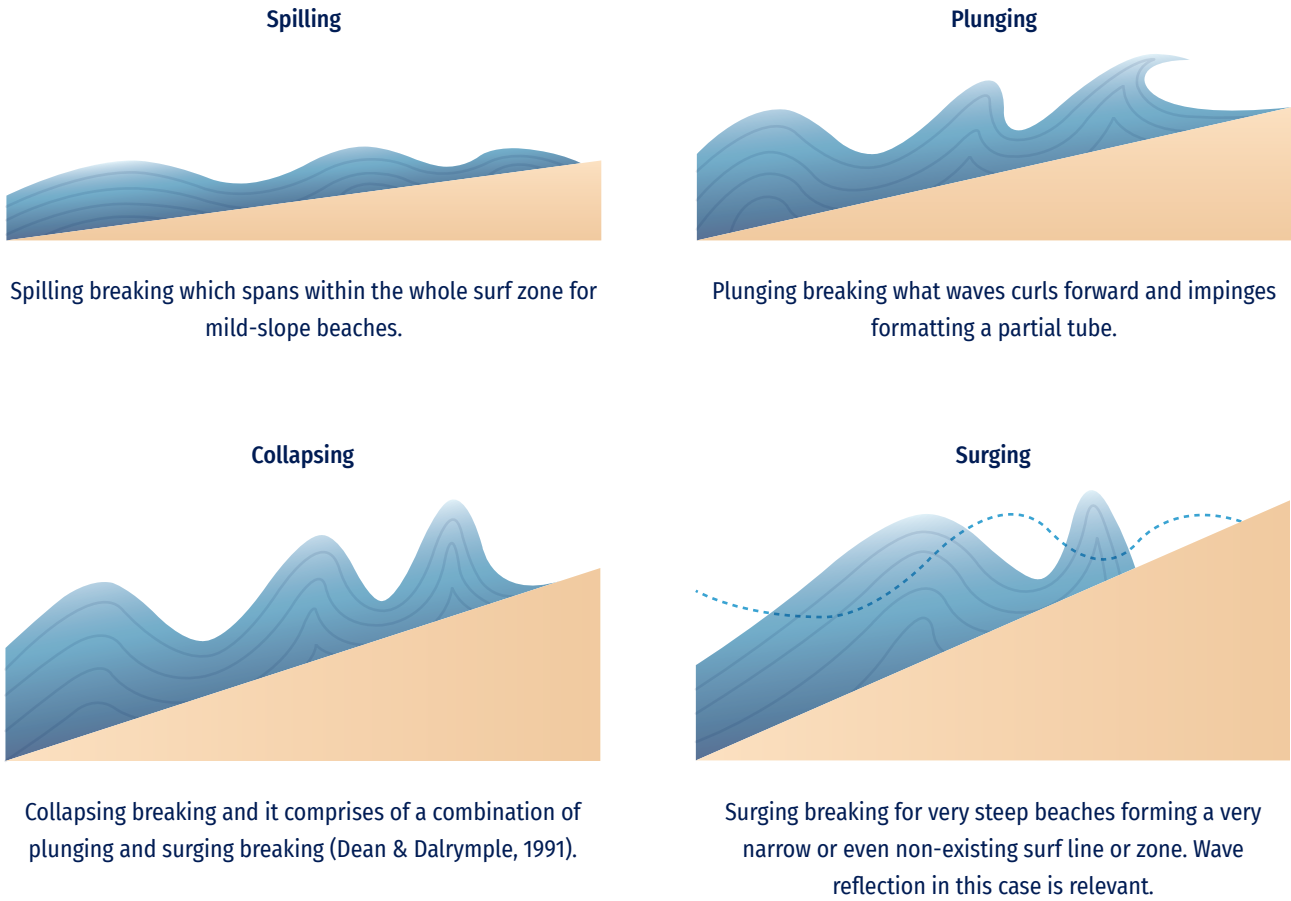 Spilling
Spilling breaking which spans within the whole surf zone for
mild-slope beaches.
Plunging
Plunging breaking what waves curls forward and impinges
formatting a partial tube.
Collapsing
Collapsing breaking and it comprises of a combination of
plunging and surging breaking (Dean & Dalrymple, 1991).
Surging
Surging breaking for very steep beaches forming a very
narrow or even non-existing surf line or zone. Wave
reflection in this case is relevant.